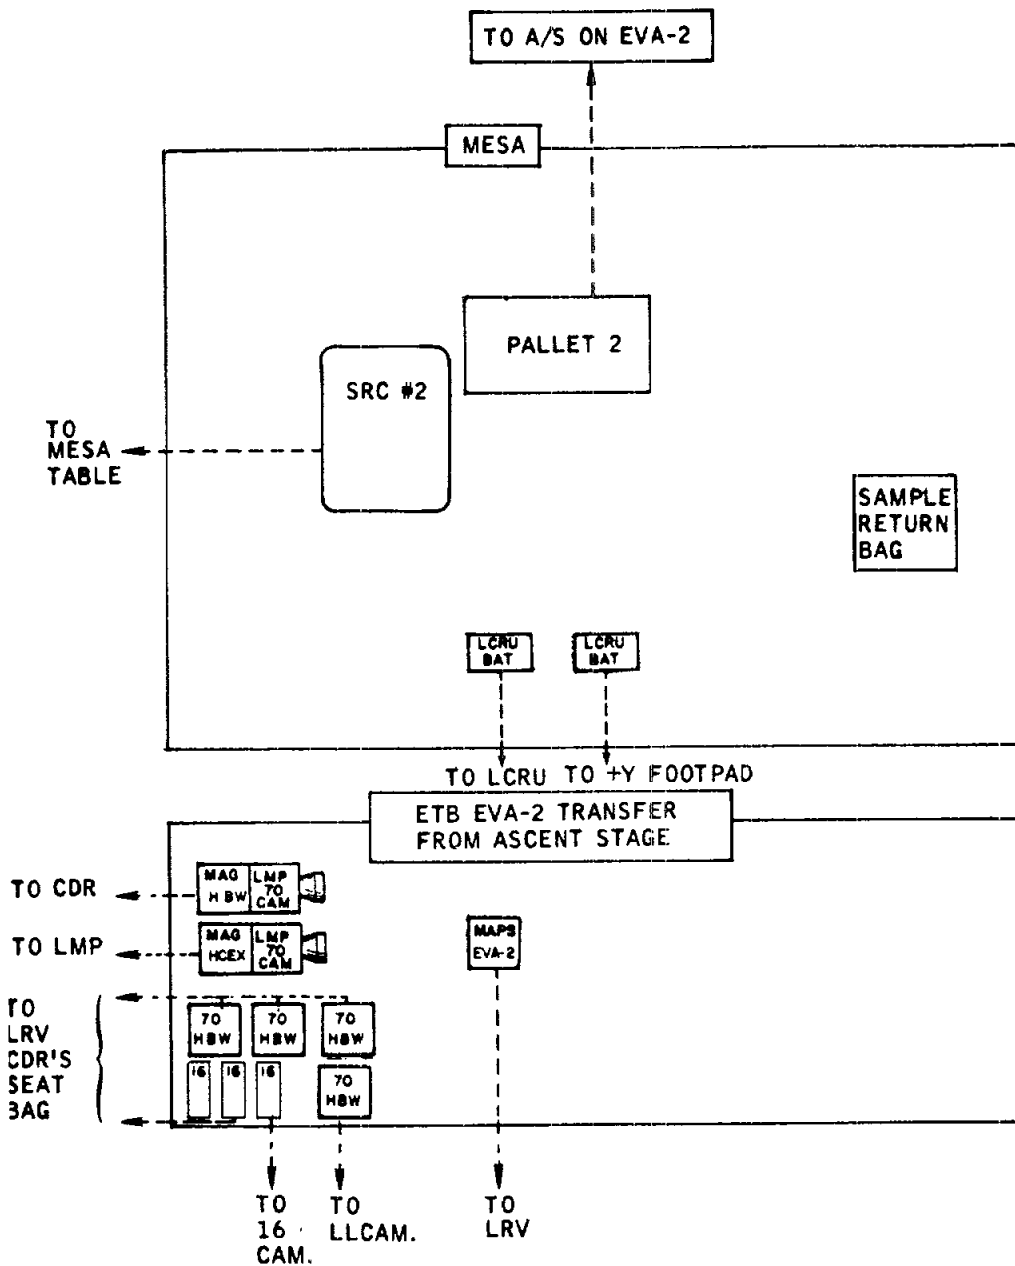 TO A/S ON EVA-2
MESA
PALLET 2
SRC #2
TO
MESA
TABLE
SAMPLE
RETURN
BAG
LCRU
BAT
LCRU
BAT
TO LCRU
TO +Y FOOTPAD
ETB EVA-2 TRANSFER
FROM ASCENT STAGE
TO CDR
MAG
HBW
LMP
70
CAM
TO LMP
MAG
HCEX
LMP
70
CAM
MAPS
EVA-2
TO
LRV
CDR'S
SEAT
BAG
70
HBW
70
HBW
70
HBW
16
16
16
70
HBW
TO
16
CAM.
TO
LLCAM.
TO
LRV